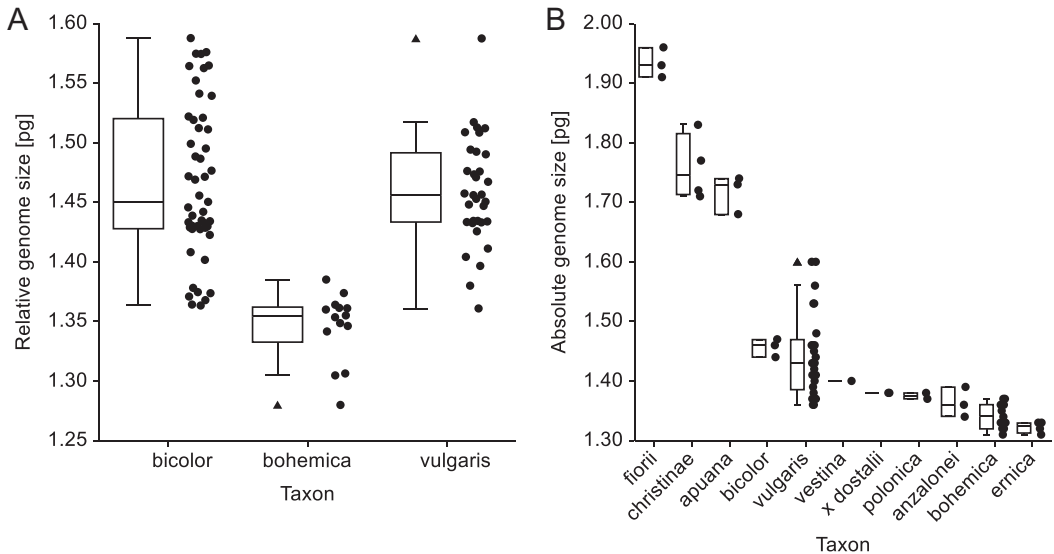 A
Relative genome size [pg]
1.60
1.55
1.50
1.45
1.40
1.35
1.30
1.25
bicolor bohemica vulgaris
Taxon
B
Absolute genome size [pg]
2.00
1.90
1.80
1.70
1.60
1.50
1.40
1.30
fiorii
christinae
apuana
bicolor
vulgaris
vestina
x dostalii
polonica
anzalonei
bohemica
ernica
Taxon